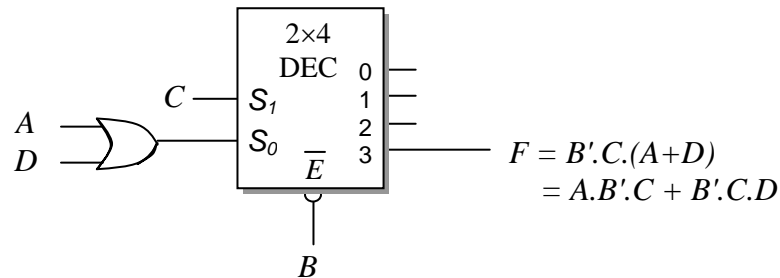 2×4
DEC
0
C
S1
1
A
2
D
S0
E̅
3
F = B'.C.(A+D)
= A.B'.C + B'.C.D
B